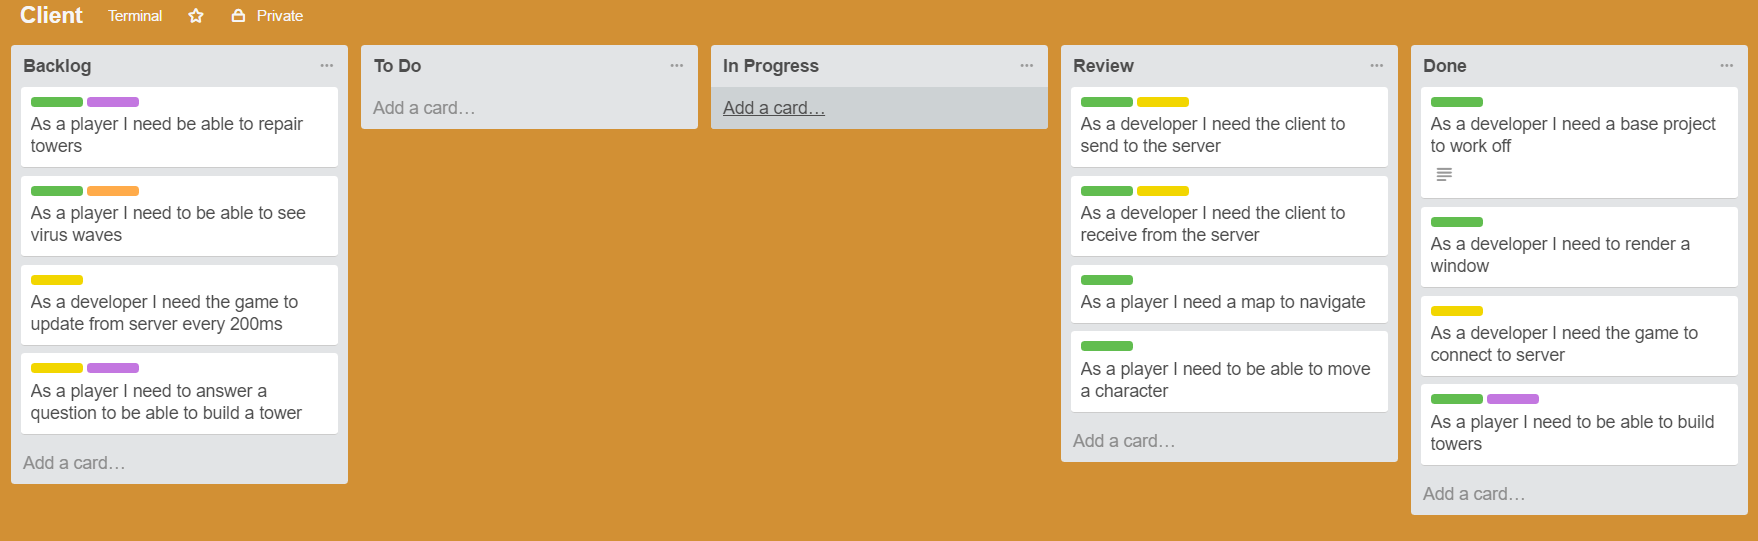 Client Terminal Private
Backlog
As a player I need be able to repair
towers
As a player I need to be able to see
virus waves
As a developer I need the game to
update from server every 200ms
As a player I need to answer a
question to be able to build a tower
Add a card…
To Do
Add a card…
In Progress
Add a card…
Review
As a developer I need the client to
send to the server
As a developer I need the client to
receive from the server
As a player I need a map to navigate
As a player I need to be able to move
a character
Add a card…
Done
As a developer I need a base project
to work off
As a developer I need to render a
window
As a developer I need the game to
connect to server
As a player I need to be able to build
towers
Add a card…